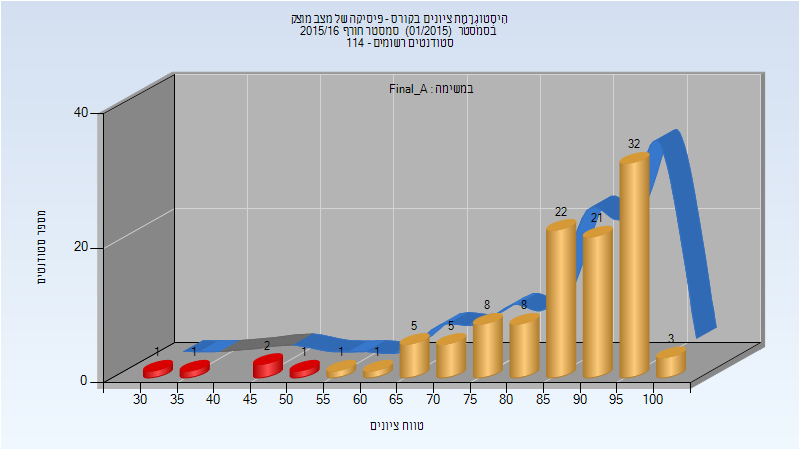 היסטוגרמת ציונים בקורס - פיסיקה של מצב מוצק
בסמסטר (01/2015) סמסטר חורף 2015/16
סטודנטים רשומים - 114
במשימה : Final_A
מספר סטודנטים
40
20
0
1 1 2 1 1 1 5 5 8 8 22 21 32 3
30 35 40 45 50 55 60 65 70 75 80 85 90 95 100
טווח ציונים